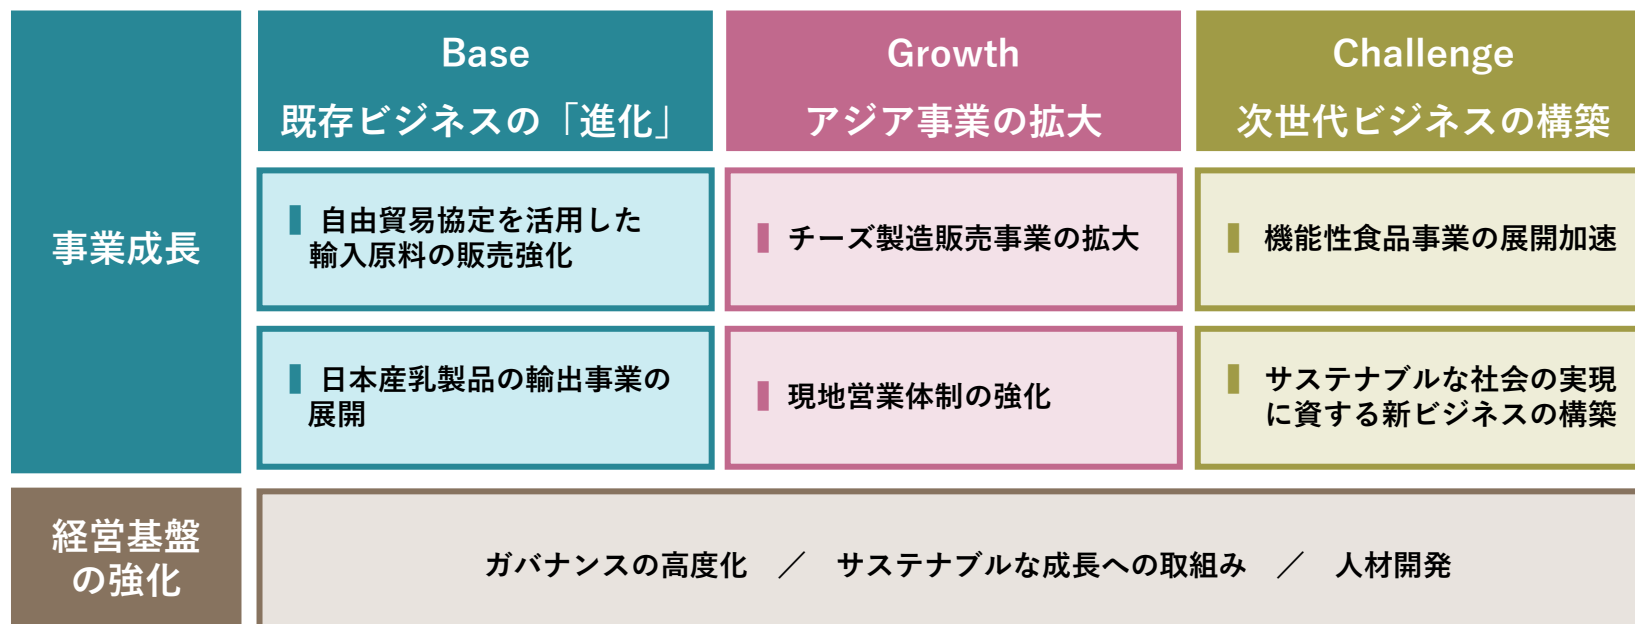 事業成長
Base
既存ビジネスの「進化」
自由貿易協定を活用した
輸入原料の販売強化
日本産乳製品の輸出事業の
展開
Growth
アジア事業の拡大
チーズ製造販売事業の拡大
現地営業体制の強化
Challenge
次世代ビジネスの構築
機能性食品事業の展開加速
サステナブルな社会の実現
に資する新ビジネスの構築
経営基盤
の強化
ガバナンスの高度化 ／ サステナブルな成長への取組み ／ 人材開発